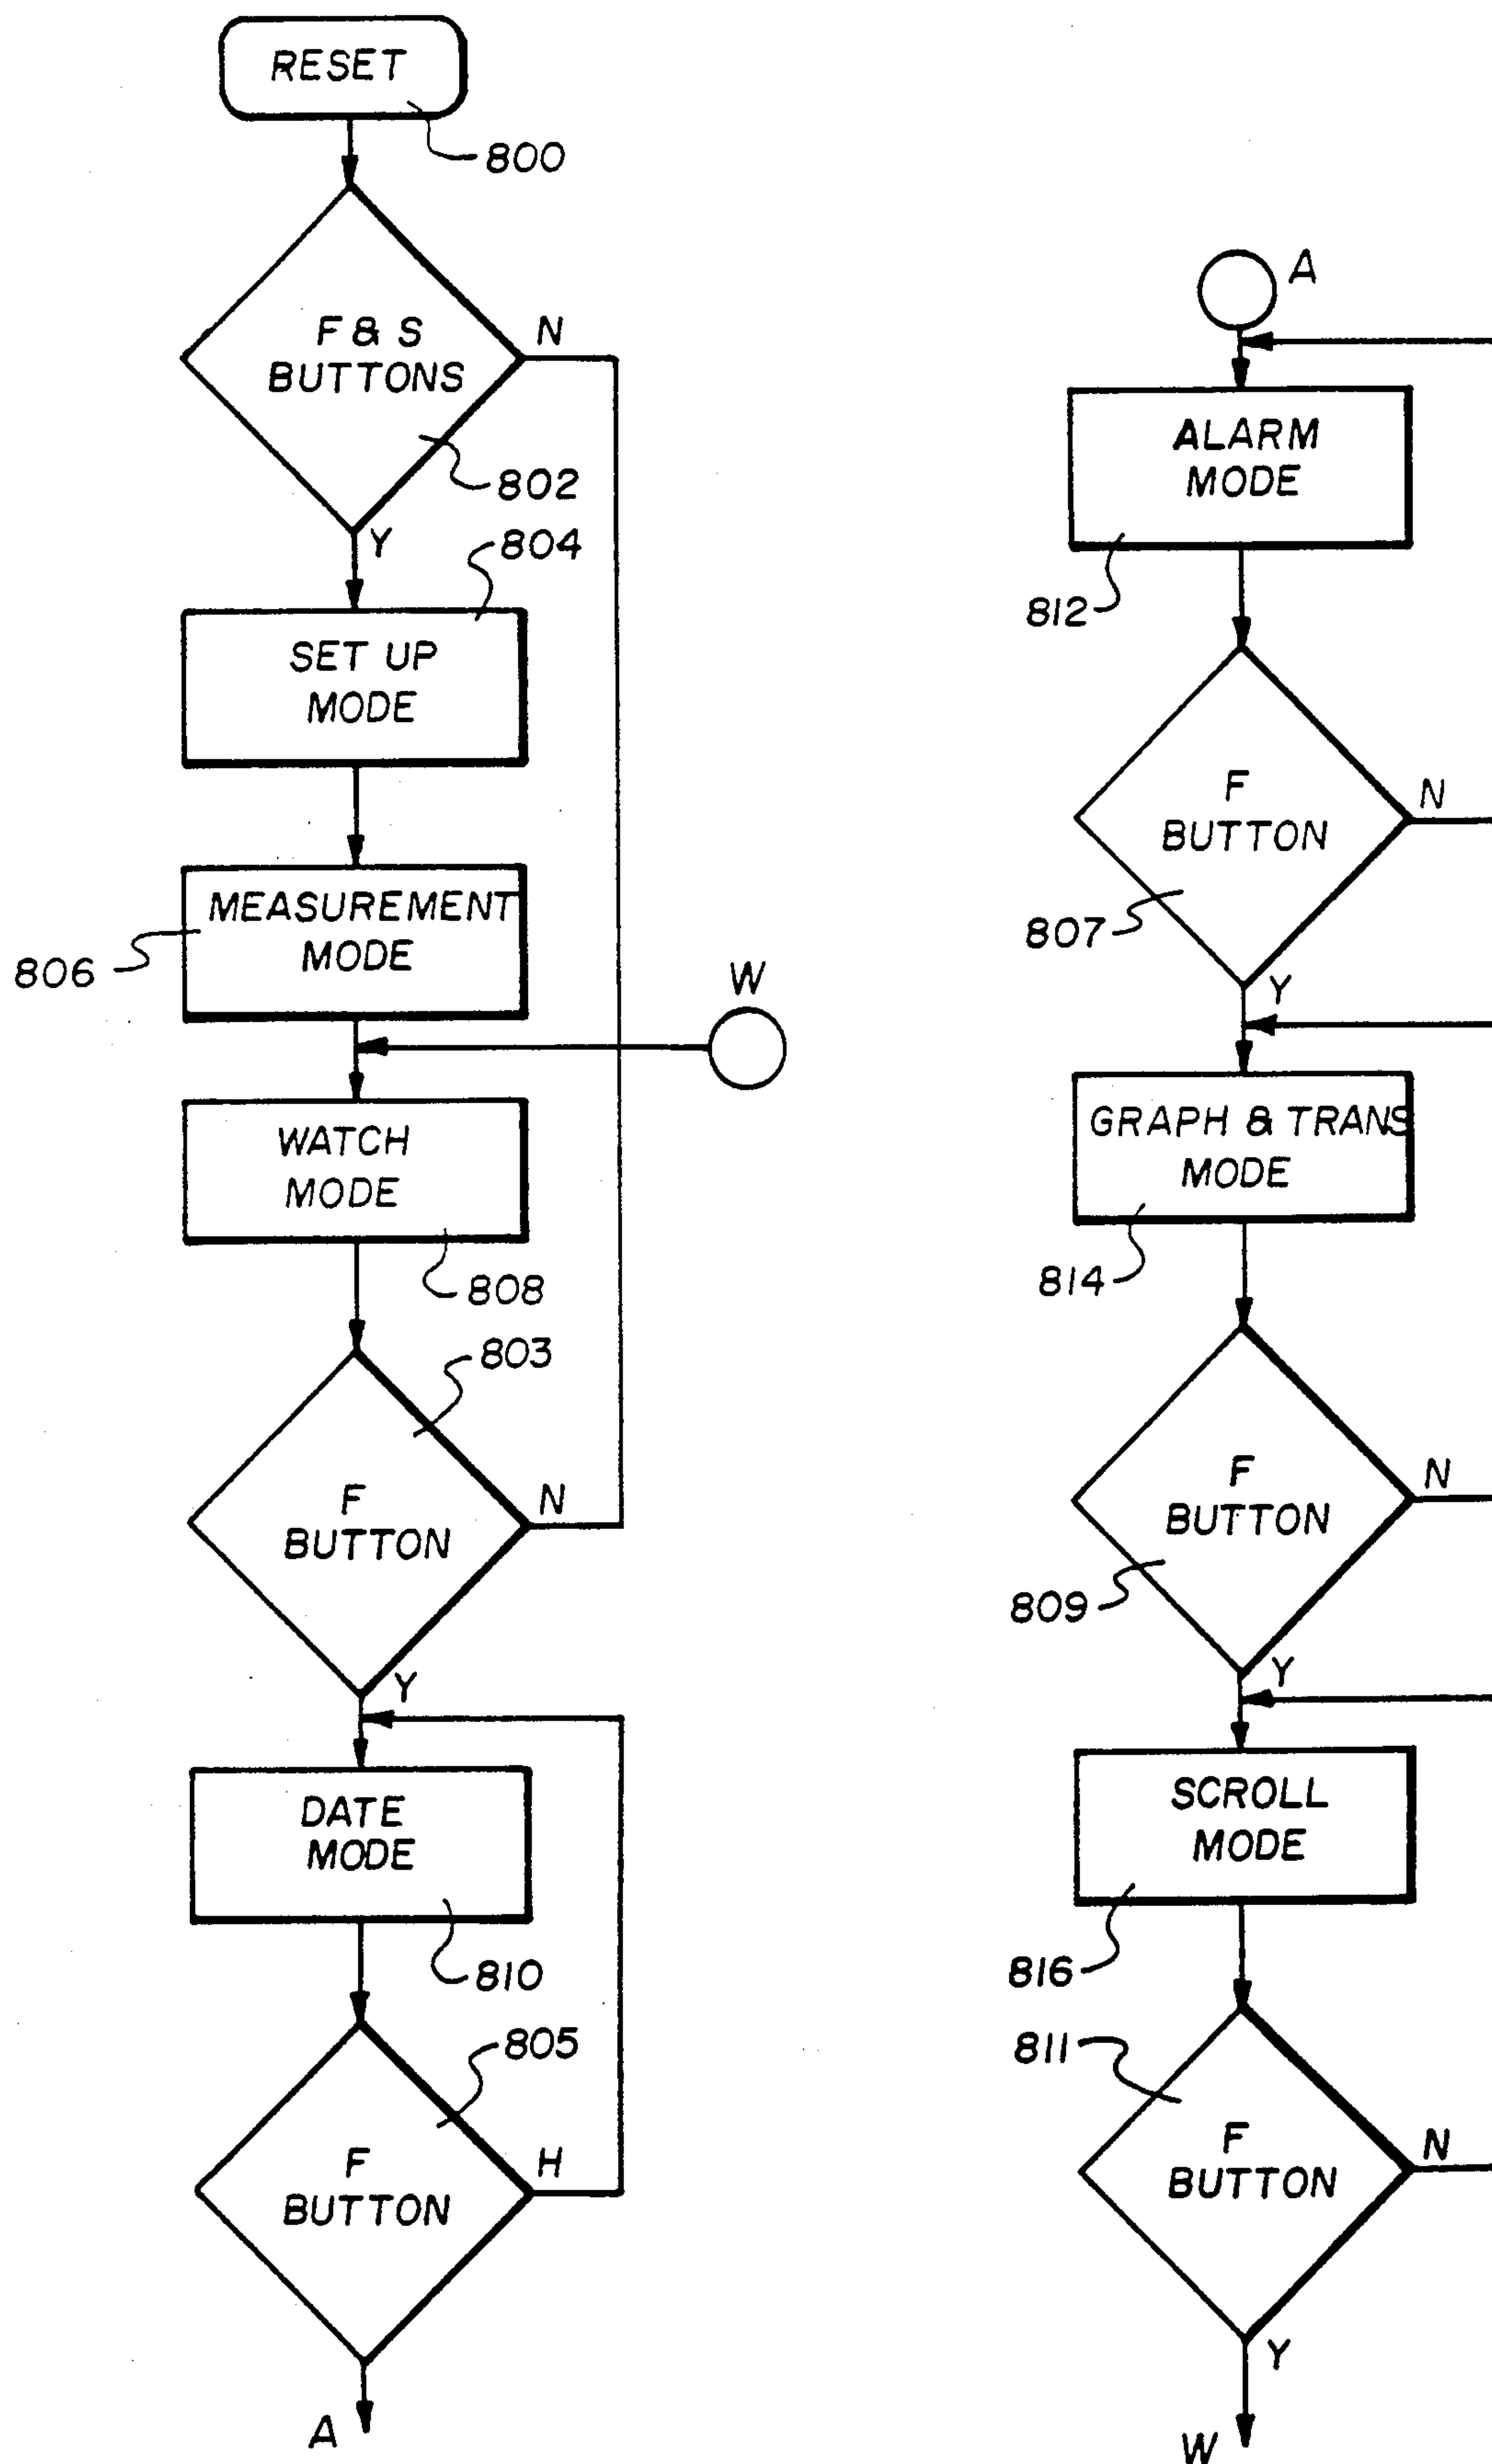 RESET
800
F & S
BUTTONS
N
802
Y
804
SET UP
MODE
MEASUREMENT
MODE
806
W
WATCH
MODE
808
803
F
BUTTON
N
Y
DATE
MODE
810
805
F
BUTTON
H
A
A
ALARM
MODE
812
F
BUTTON
N
807
Y
GRAPH & TRANS
MODE
814
F
BUTTON
N
809
Y
SCROLL
MODE
816
811
F
BUTTON
N
Y
W